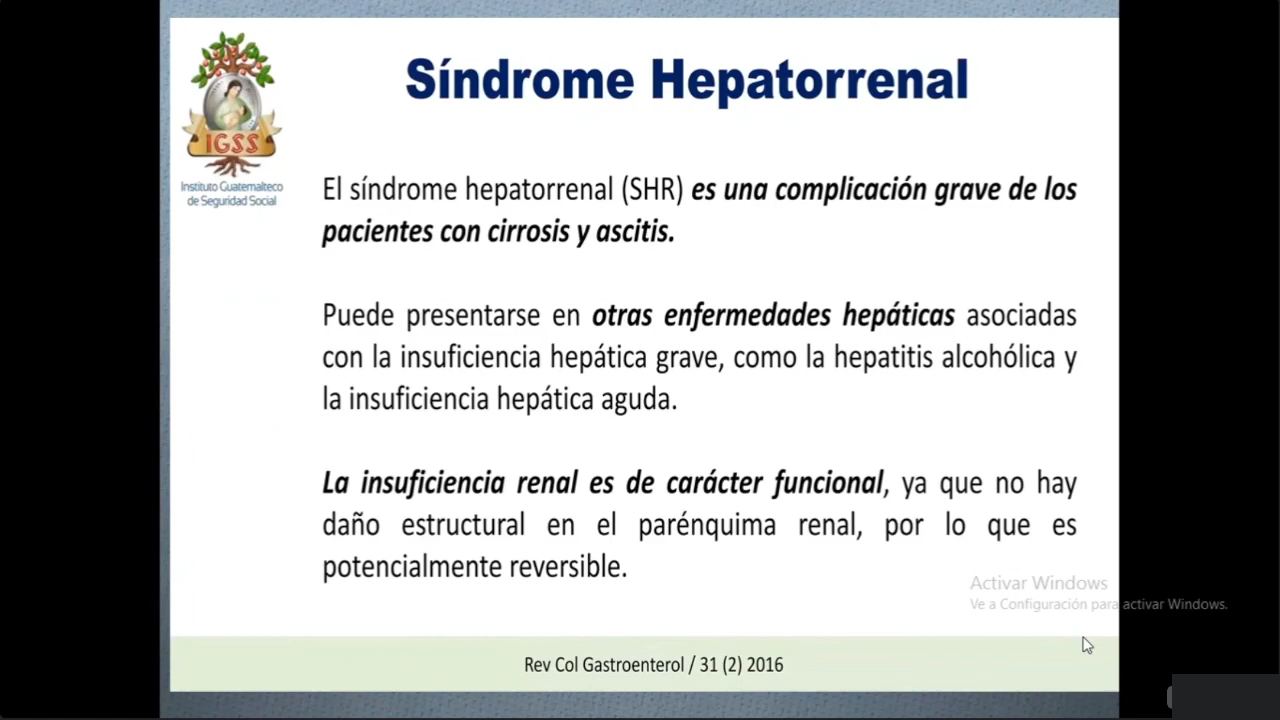 Síndrome Hepatorrenal
IGSS
Instituto Guatemalteco
de Seguridad Social
El síndrome hepatorrenal (SHR) es una complicación grave de los
pacientes con cirrosis y ascitis.
Puede presentarse en otras enfermedades hepáticas asociadas
con la insuficiencia hepática grave, como la hepatitis alcohólica y
la insuficiencia hepática aguda.
La insuficiencia renal es de carácter funcional, ya que no hay
daño estructural en el parénquima renal, por lo que es
potencialmente reversible.
Activar Windows
Ve a Configuración para activar Windows.
Rev Col Gastroenterol / 31 (2) 2016